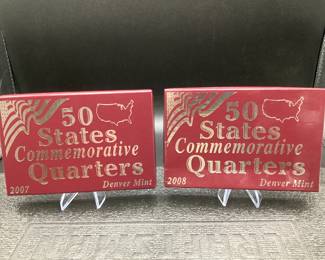 50
States
Commemorative
Quarters
2007 Denver Mint
50
States
Commemorative
Quarters
2008 Denver Mint